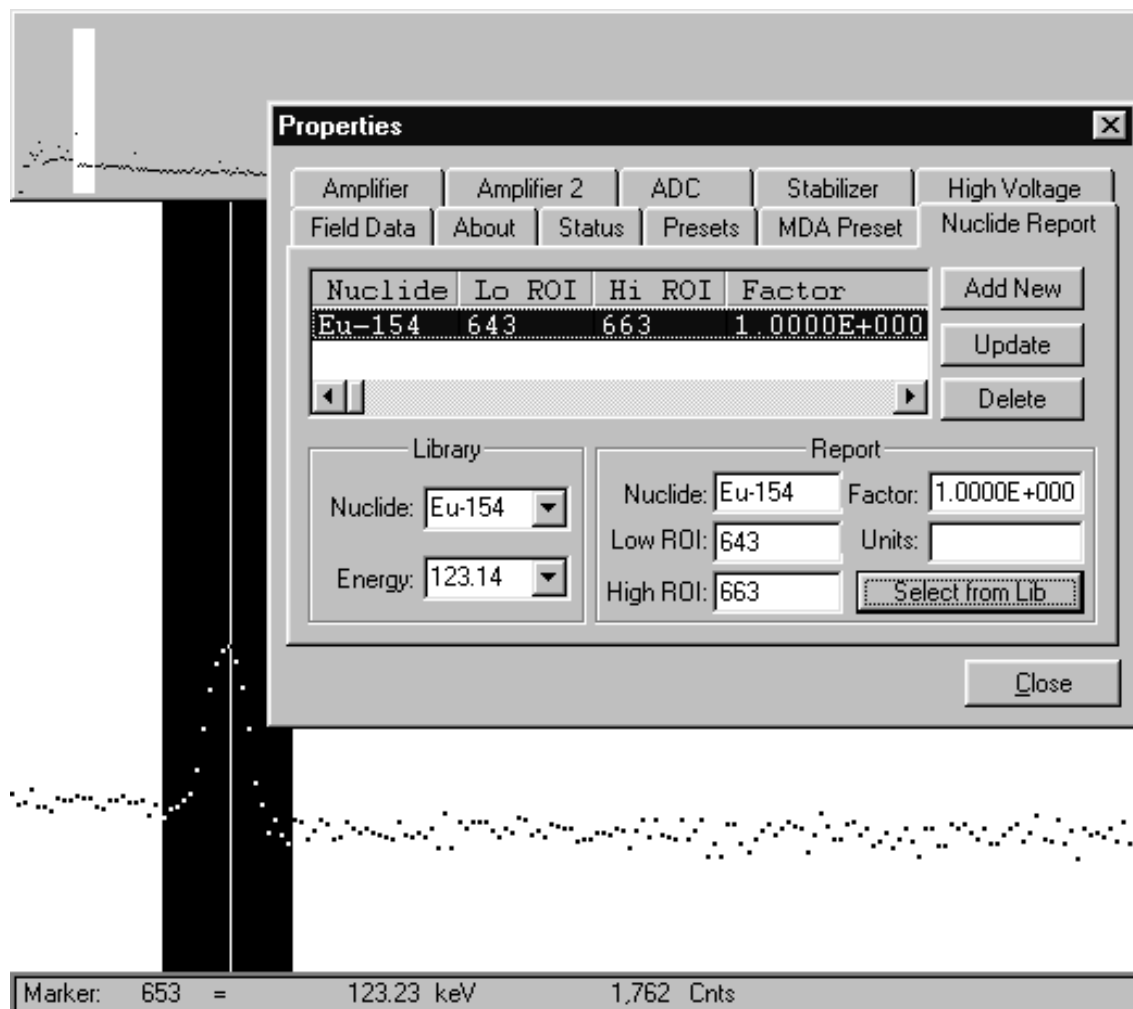 Properties
Amplifier Amplifier 2 ADC Stabilizer High Voltage
Field Data About Status Presets MDA Preset Nuclide Report
Nuclide Lo ROI Hi ROI Factor
Eu-154 643 663 1.0000E+000
Add New
Update
Delete
Library
Nuclide: Eu-154
Energy: 123.14
Report
Nuclide: Eu-154 Factor: 1.0000E+000
Low ROI: 643 Units:
High ROI: 663 Select from Lib
Close
Marker: 653 = 123.23 keV 1,762 Cnts